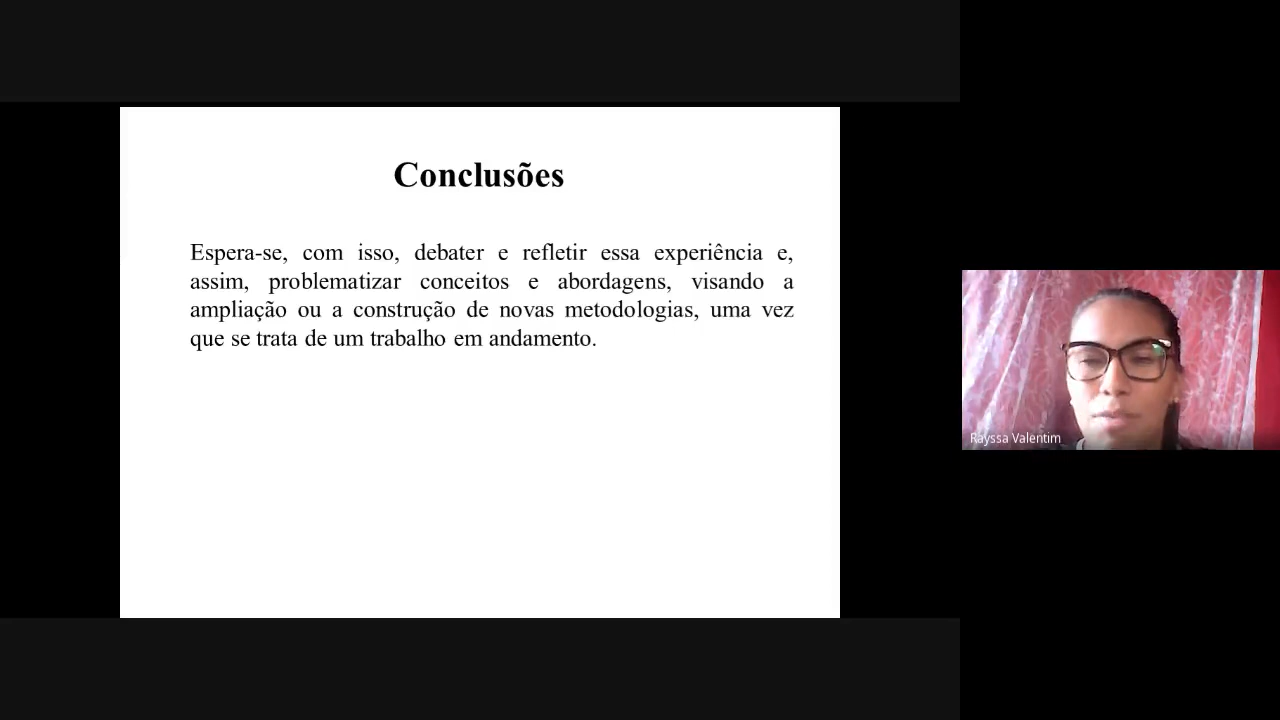 Conclusões
Espera-se, com isso, debater e refletir essa experiência e,
assim, problematizar conceitos e abordagens, visando a
ampliação ou a construção de novas metodologias, uma vez
que se trata de um trabalho em andamento.
Rayssa Valentim